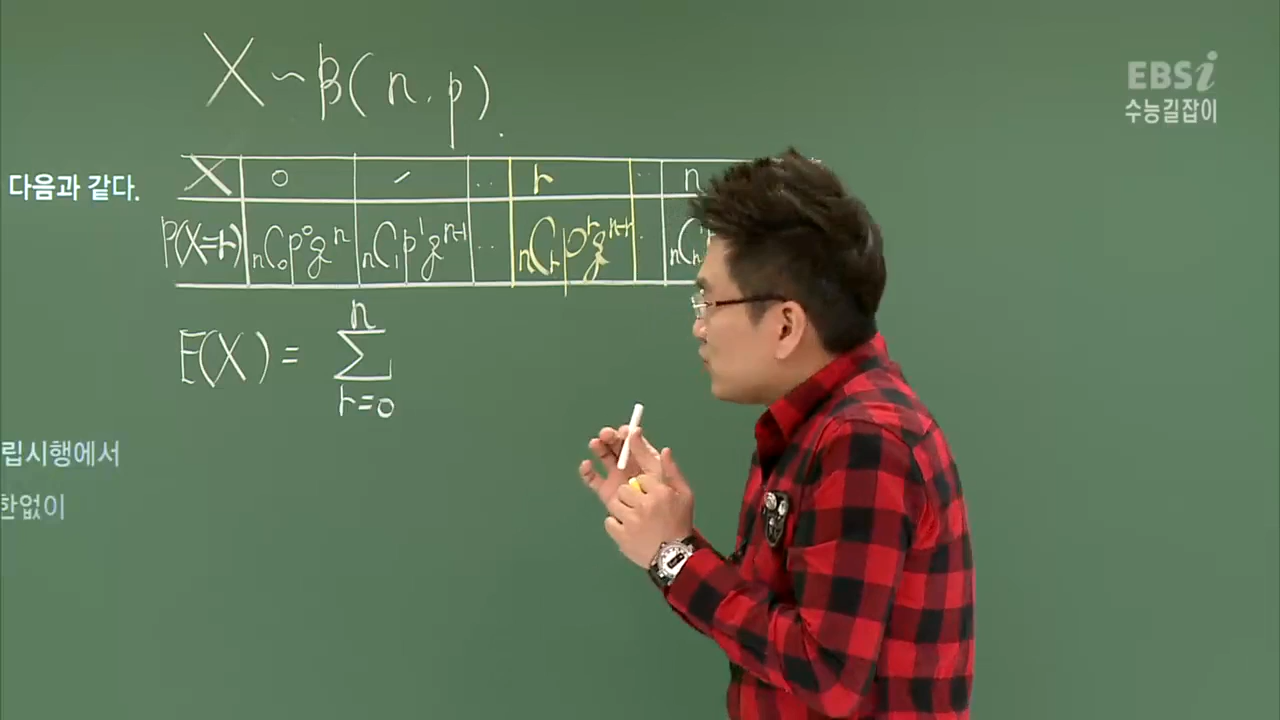 X ~ B(n, p).
EBSi
수능길잡이
다음과 같다.
X 0 1 ... r ... n
P(X=r) nC0p⁰qⁿ nC1p¹qⁿ⁻¹ ... nCrpʳqⁿ⁻ʳ ... nCn
E(X) = Σ n r=0
립시행에서
한없이